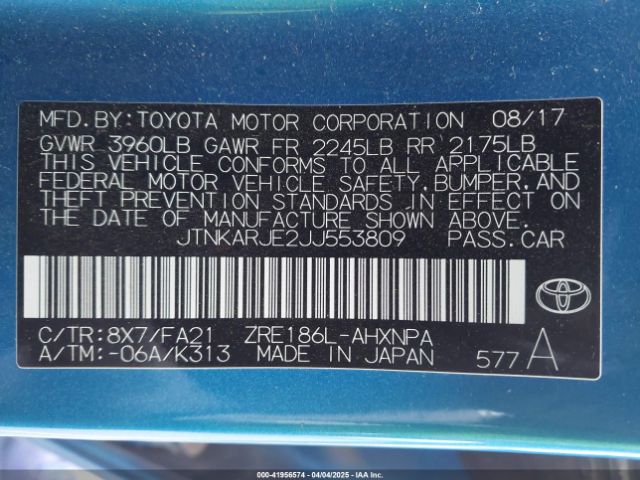 MFD.BY:TOYOTA MOTOR CORPORATION 08/17
GVWR 3960LB GAWR FR 2245LB RR 2175LB
THIS VEHICLE CONFORMS TO ALL APPLICABLE
FEDERAL MOTOR VEHICLE SAFETY,BUMPER,AND
THEFT PREVENTION STANDARDS IN EFFECT ON
THE DATE OF MANUFACTURE SHOWN ABOVE.
JTNKARJE2JJ553809 PASS.CAR
C/TR:8X7/FA21 ZRE186L-AHXNPA
A/TM:-06A/K313 MADE IN JAPAN 577A
000-41956574 | 04/04/2025 - IAA, Inc.